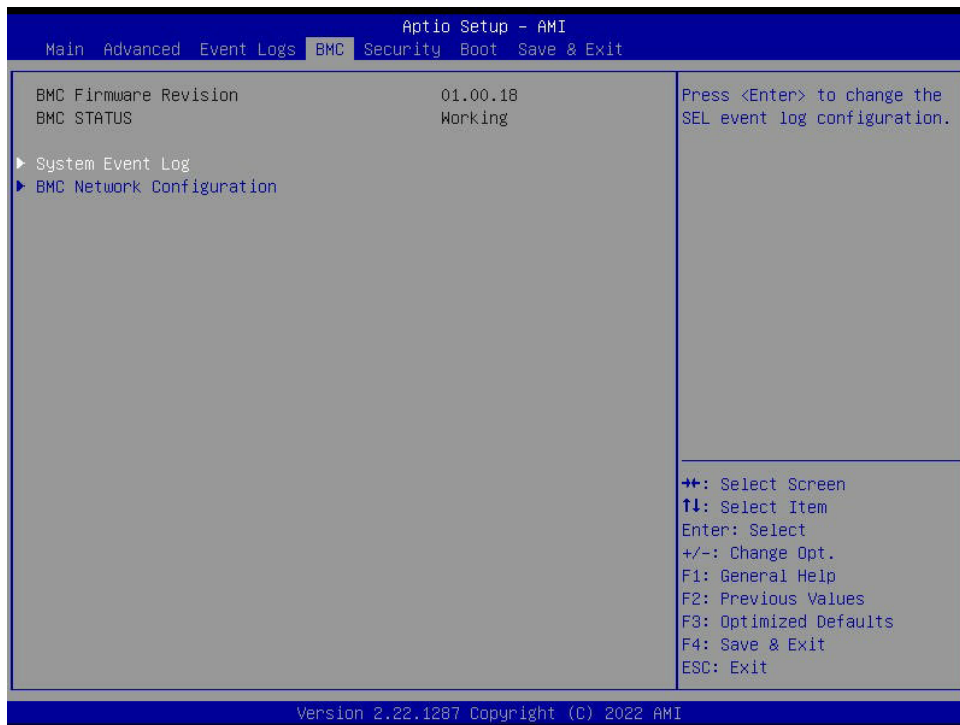 Aptio Setup – AMI
Main Advanced Event Logs BMC Security Boot Save & Exit
BMC Firmware Revision 01.00.18
BMC STATUS Working
System Event Log
BMC Network Configuration
Press <Enter> to change the
SEL event log configuration.
→←: Select Screen
↑↓: Select Item
Enter: Select
+/-: Change Opt.
F1: General Help
F2: Previous Values
F3: Optimized Defaults
F4: Save & Exit
ESC: Exit
Version 2.22.1287 Copyright (C) 2022 AMI